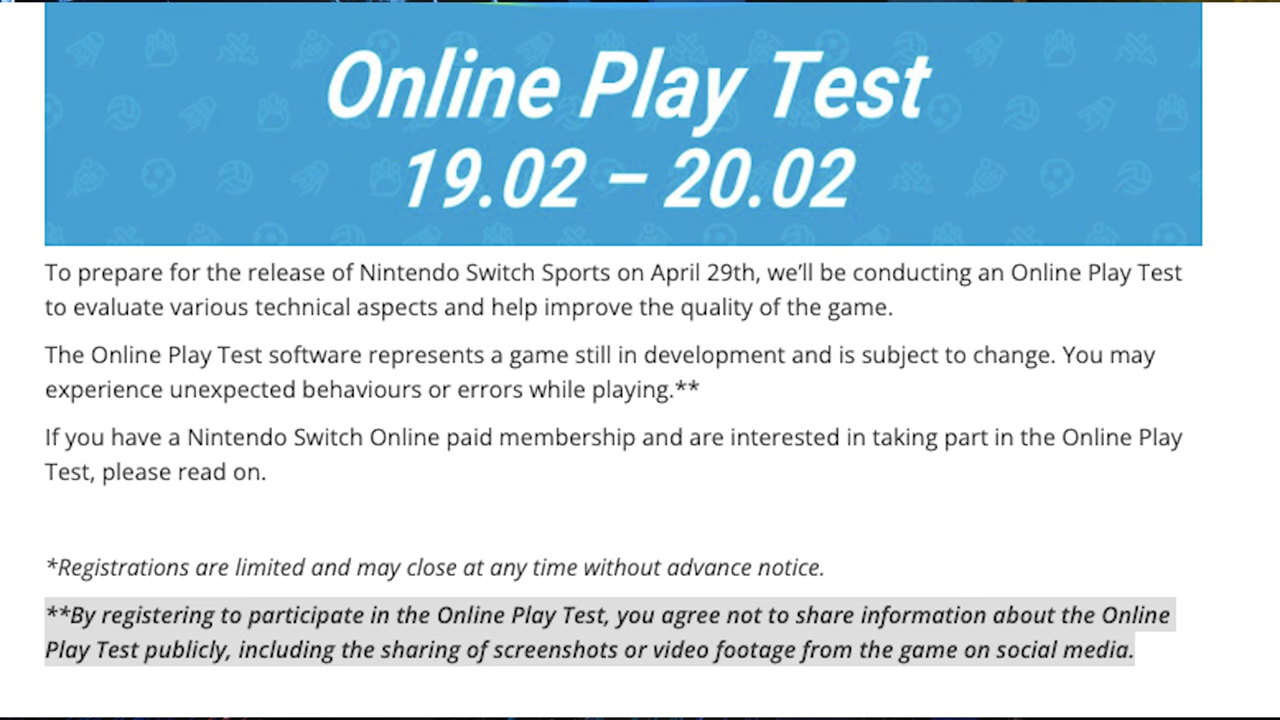 Online Play Test
19.02 – 20.02
To prepare for the release of Nintendo Switch Sports on April 29th, we’ll be conducting an Online Play Test
to evaluate various technical aspects and help improve the quality of the game.
The Online Play Test software represents a game still in development and is subject to change. You may
experience unexpected behaviours or errors while playing.**
If you have a Nintendo Switch Online paid membership and are interested in taking part in the Online Play
Test, please read on.
*Registrations are limited and may close at any time without advance notice.
**By registering to participate in the Online Play Test, you agree not to share information about the Online
Play Test publicly, including the sharing of screenshots or video footage from the game on social media.